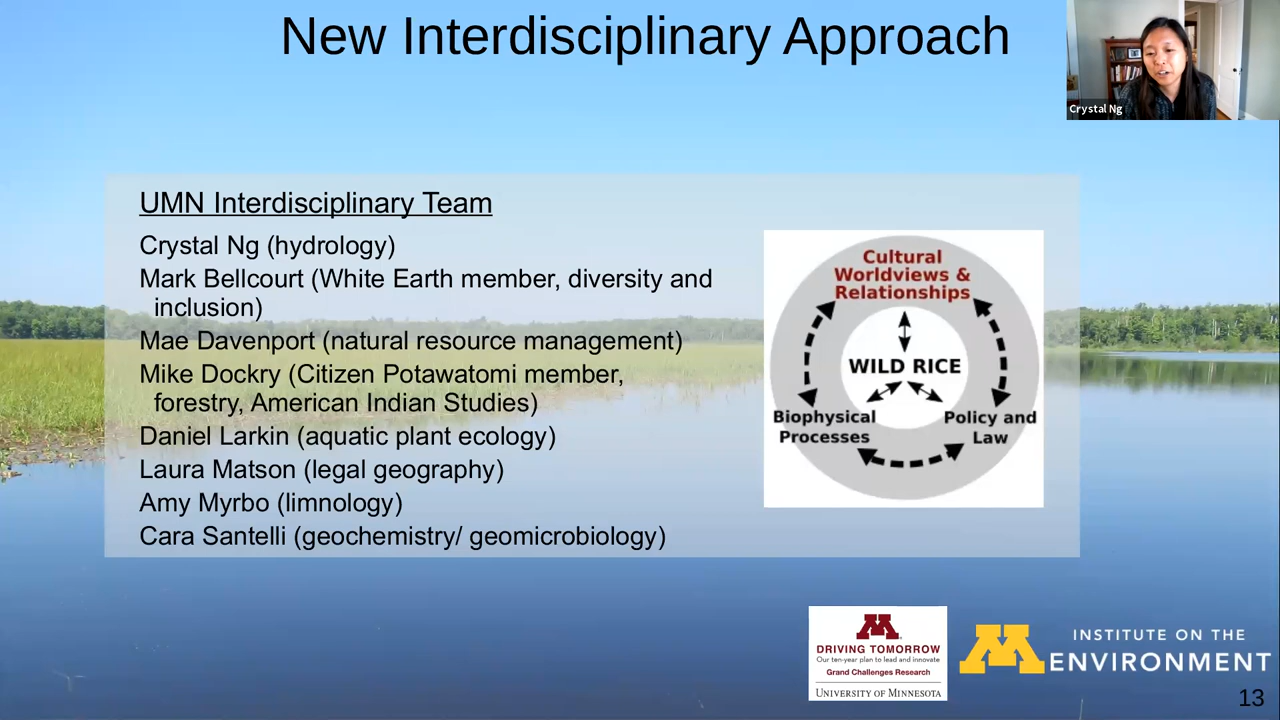 New Interdisciplinary Approach
Crystal Ng
UMN Interdisciplinary Team
Crystal Ng (hydrology)
Mark Bellcourt (White Earth member, diversity and
inclusion)
Mae Davenport (natural resource management)
Mike Dockry (Citizen Potawatomi member,
forestry, American Indian Studies)
Daniel Larkin (aquatic plant ecology)
Laura Matson (legal geography)
Amy Myrbo (limnology)
Cara Santelli (geochemistry/ geomicrobiology)
Cultural
Worldviews &
Relationships
WILD RICE
Biophysical
Processes
Policy and
Law
M
DRIVING TOMORROW
Our ten-year plan to lead and innovate
Grand Challenges Research
UNIVERSITY OF MINNESOTA
M
INSTITUTE ON THE
ENVIRONMENT
13